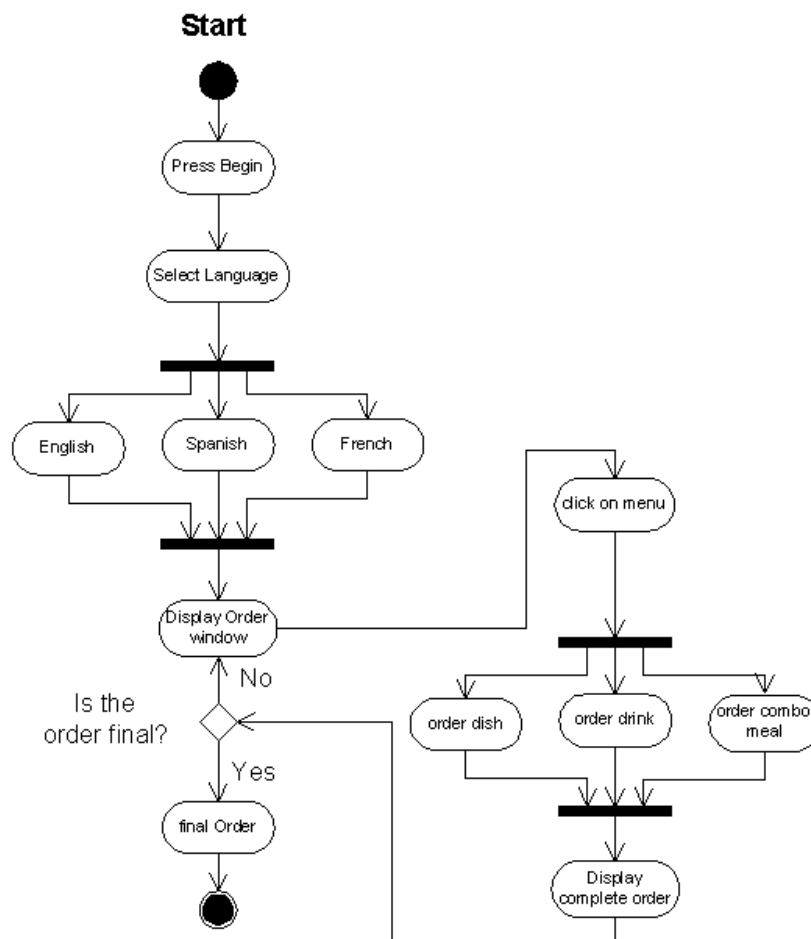 Start
Press Begin
Select Language
English
Spanish
French
click on menu
Display Order
window
No
Is the
order final?
Yes
order dish
order drink
order combo
meal
final Order
Display
complete order